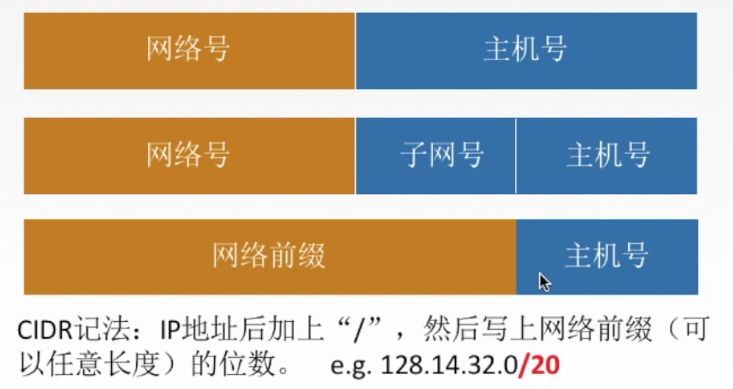 网络号 主机号
网络号 子网号 主机号
网络前缀 主机号
CIDR记法：IP地址后加上“/”，然后写上网络前缀（可
以任意长度）的位数。 e.g. 128.14.32.0/20